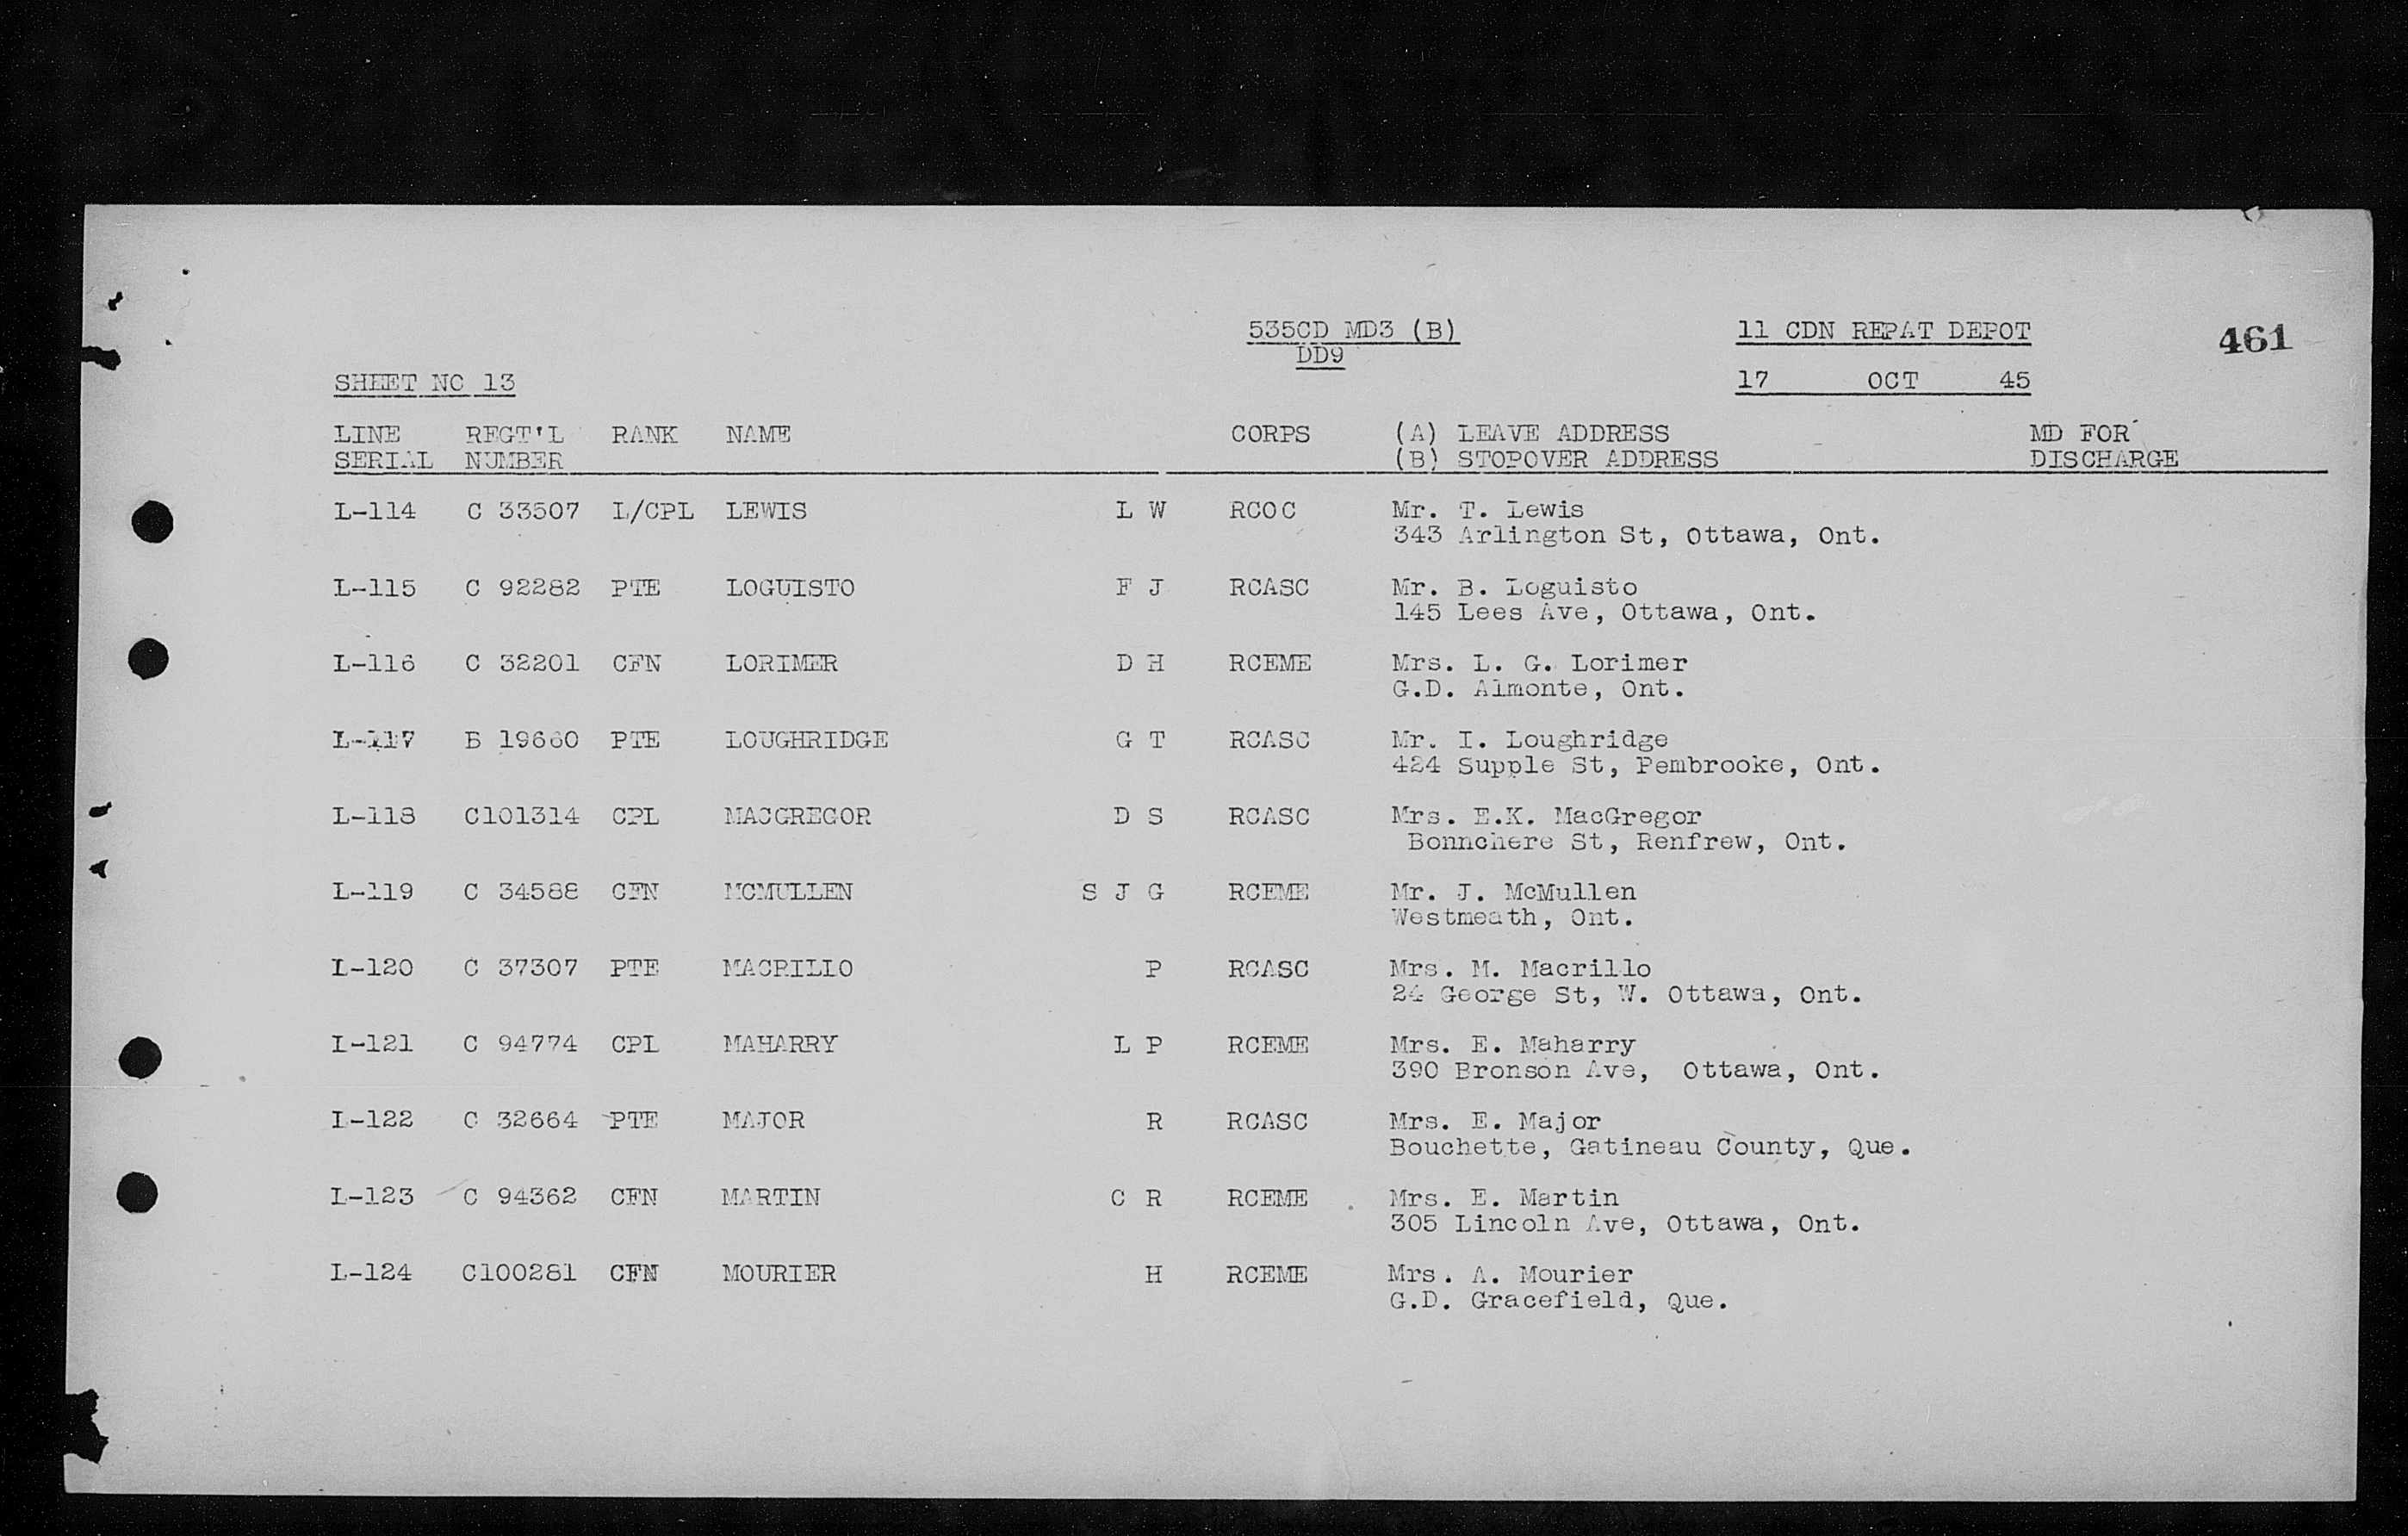 535CD MD3 (B) 11 CDN REPAT DEPOT 461
DD9
SHEET NO 13 17 OCT 45
LINE REGT'L RANK NAME CORPS (A) LEAVE ADDRESS MD FOR
SERIAL NUMBER (B) STOPOVER ADDRESS DISCHARGE
L-114 C 33507 L/CPL LEWIS L W RCOC Mr. T. Lewis
343 Arlington St, Ottawa, Ont.
L-115 C 92282 PTE LOGUISTO F J RCASC Mr. B. Loguisto
145 Lees Ave, Ottawa, Ont.
L-116 C 32201 CFN LORIMER D H RCEME Mrs. L. G. Lorimer
G.D. Almonte, Ont.
L-117 B 19660 PTE LOUGHRIDGE G T RCASC Mr. I. Loughridge
424 Supple St, Pembrooke, Ont.
L-118 C101314 CPL MACGREGOR D S RCASC Mrs. E.K. MacGregor
Bonnchere St, Renfrew, Ont.
L-119 C 34588 CFN MCMULLEN S J G RCEME Mr. J. McMullen
Westmeath, Ont.
L-120 C 37307 PTE MACRILLO P RCASC Mrs. M. Macrillo
24 George St, W. Ottawa, Ont.
L-121 C 94774 CPL MAHARRY L P RCEME Mrs. E. Maharry
390 Bronson Ave, Ottawa, Ont.
L-122 C 32664 PTE MAJOR R RCASC Mrs. E. Major
Bouchette, Gatineau County, Que.
L-123 C 94362 CFN MARTIN C R RCEME Mrs. E. Martin
305 Lincoln Ave, Ottawa, Ont.
L-124 C100281 CFN MOURIER H RCEME Mrs. A. Mourier
G.D. Gracefield, Que.